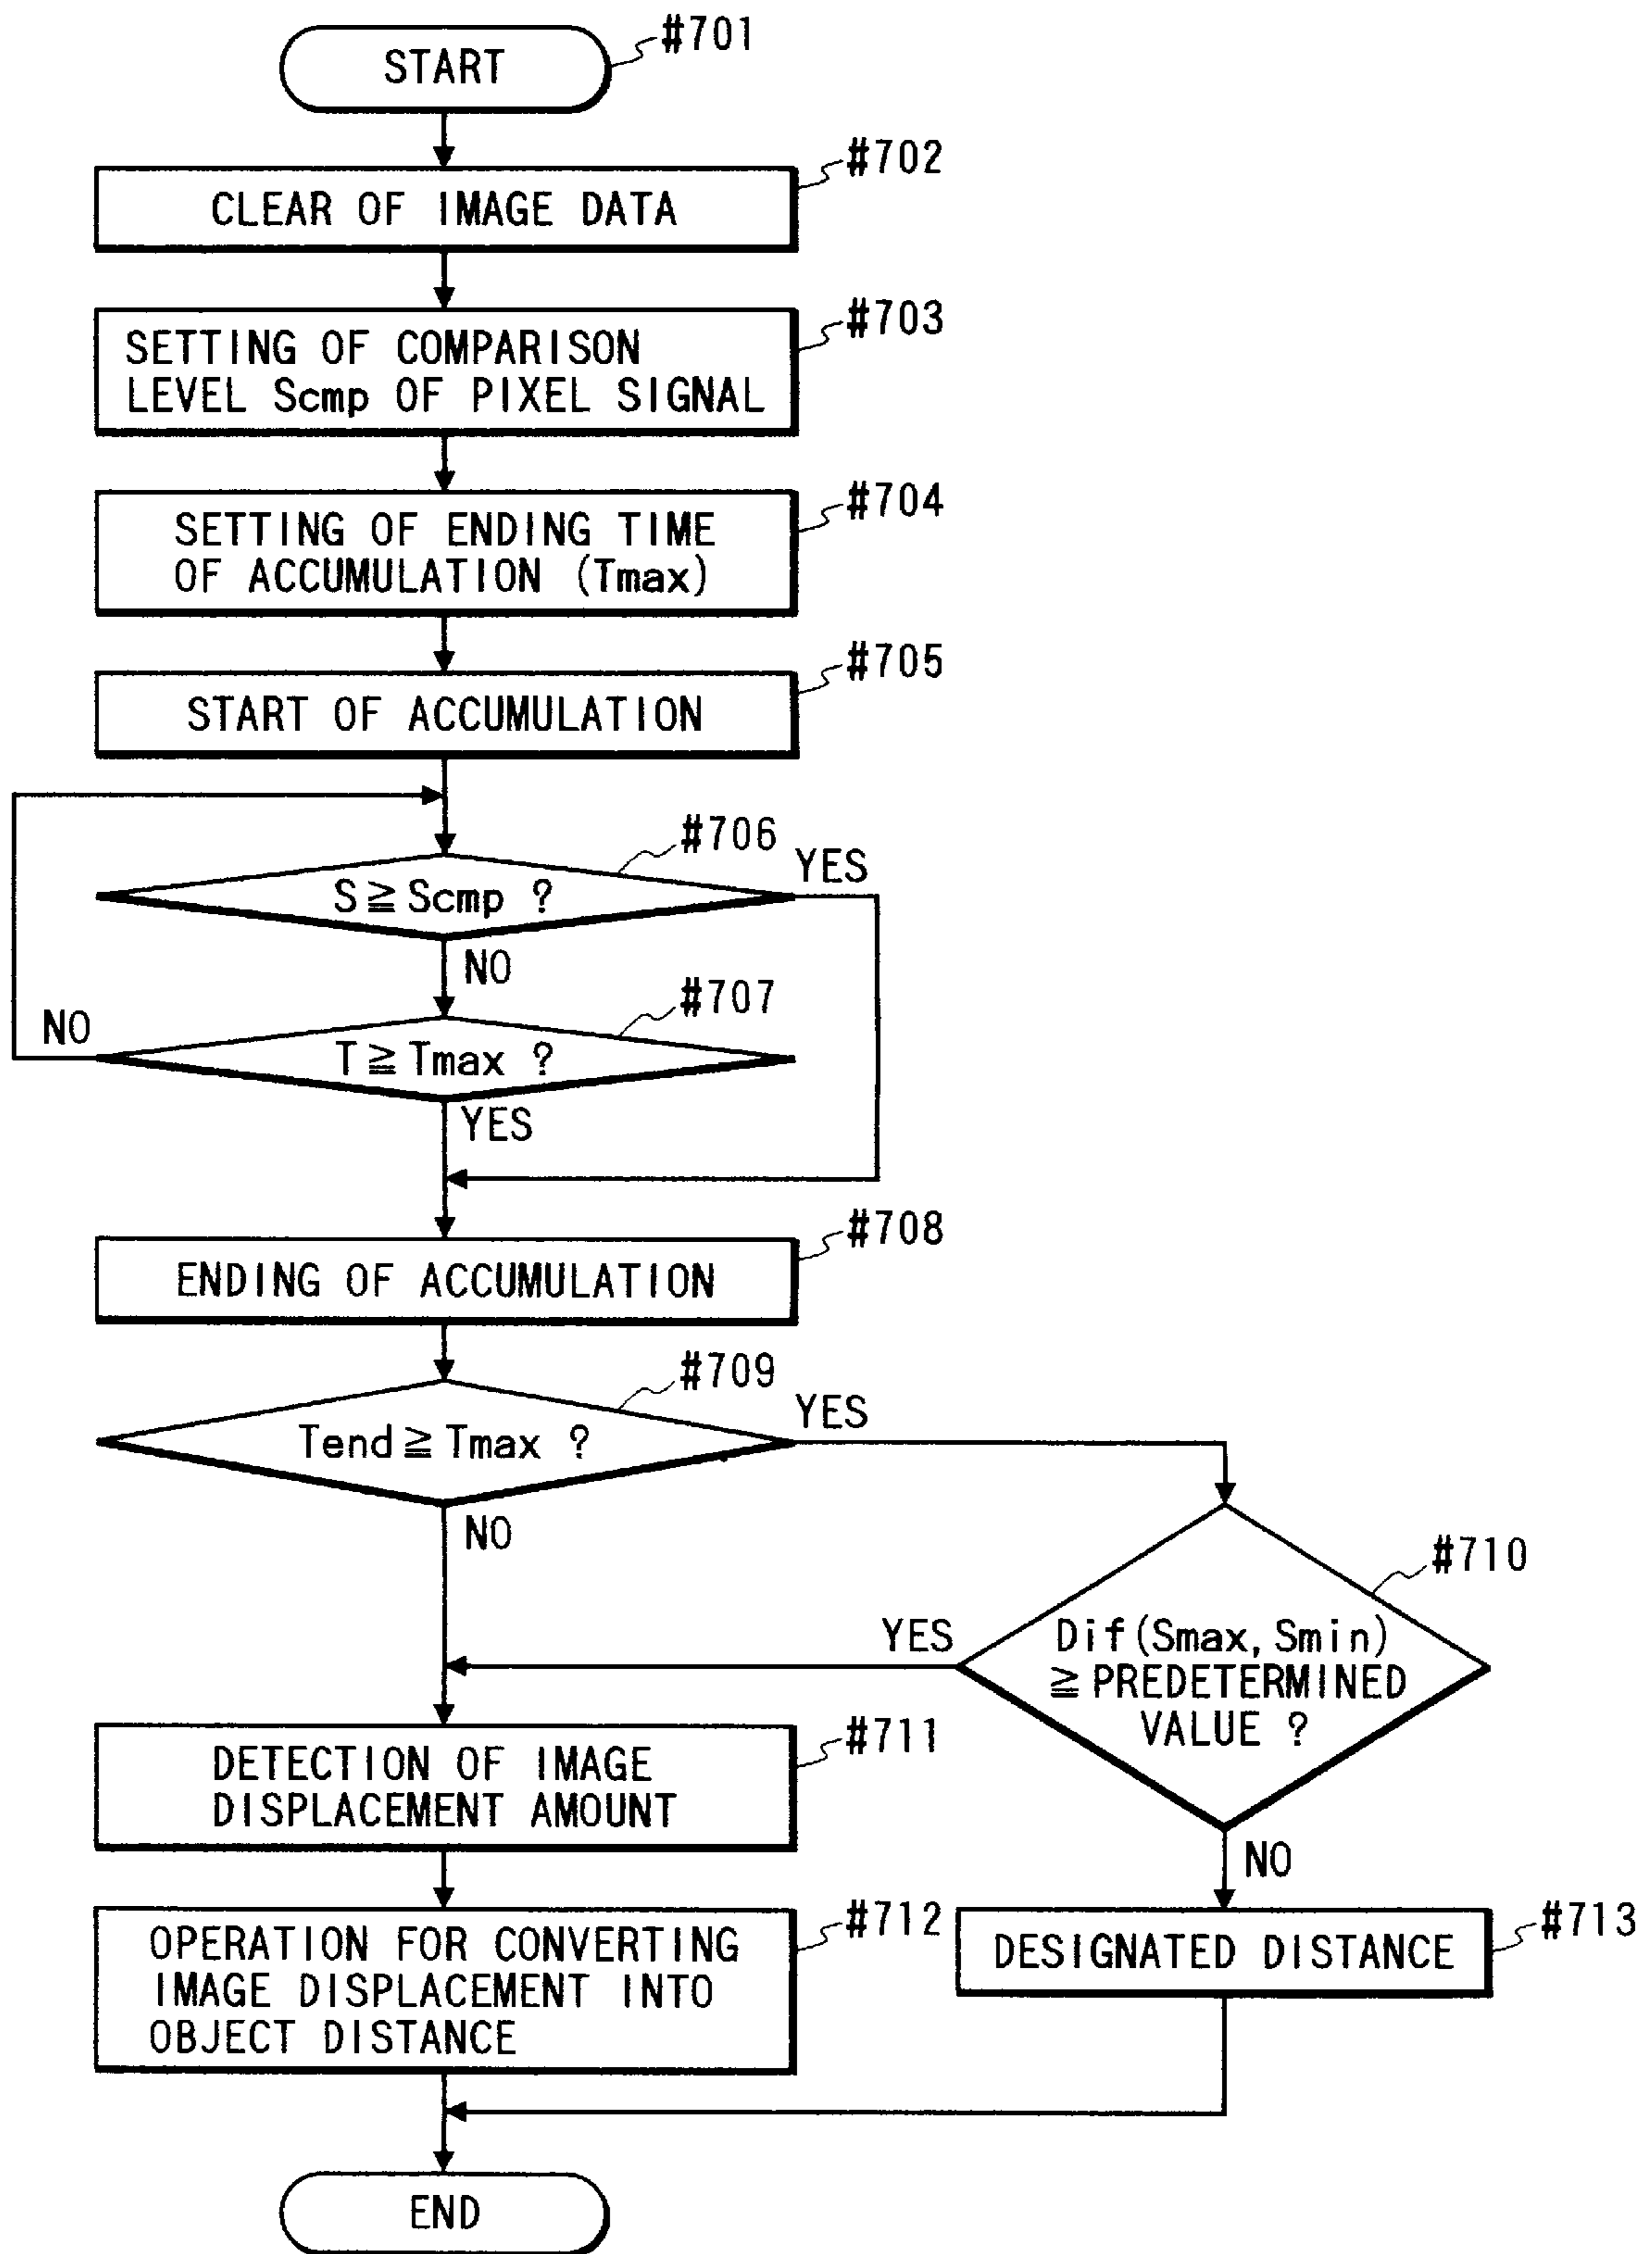 START
#701
CLEAR OF IMAGE DATA
#702
SETTING OF COMPARISON
LEVEL Scmp OF PIXEL SIGNAL
#703
SETTING OF ENDING TIME
OF ACCUMULATION (Tmax)
#704
START OF ACCUMULATION
#705
S≧Scmp ?
#706
YES
NO
T≧Tmax ?
#707
NO
YES
ENDING OF ACCUMULATION
#708
Tend≧Tmax ?
#709
YES
NO
Dif(Smax, Smin)
≧PREDETERMINED
VALUE ?
#710
YES
NO
DETECTION OF IMAGE
DISPLACEMENT AMOUNT
#711
OPERATION FOR CONVERTING
IMAGE DISPLACEMENT INTO
OBJECT DISTANCE
#712
DESIGNATED DISTANCE
#713
END